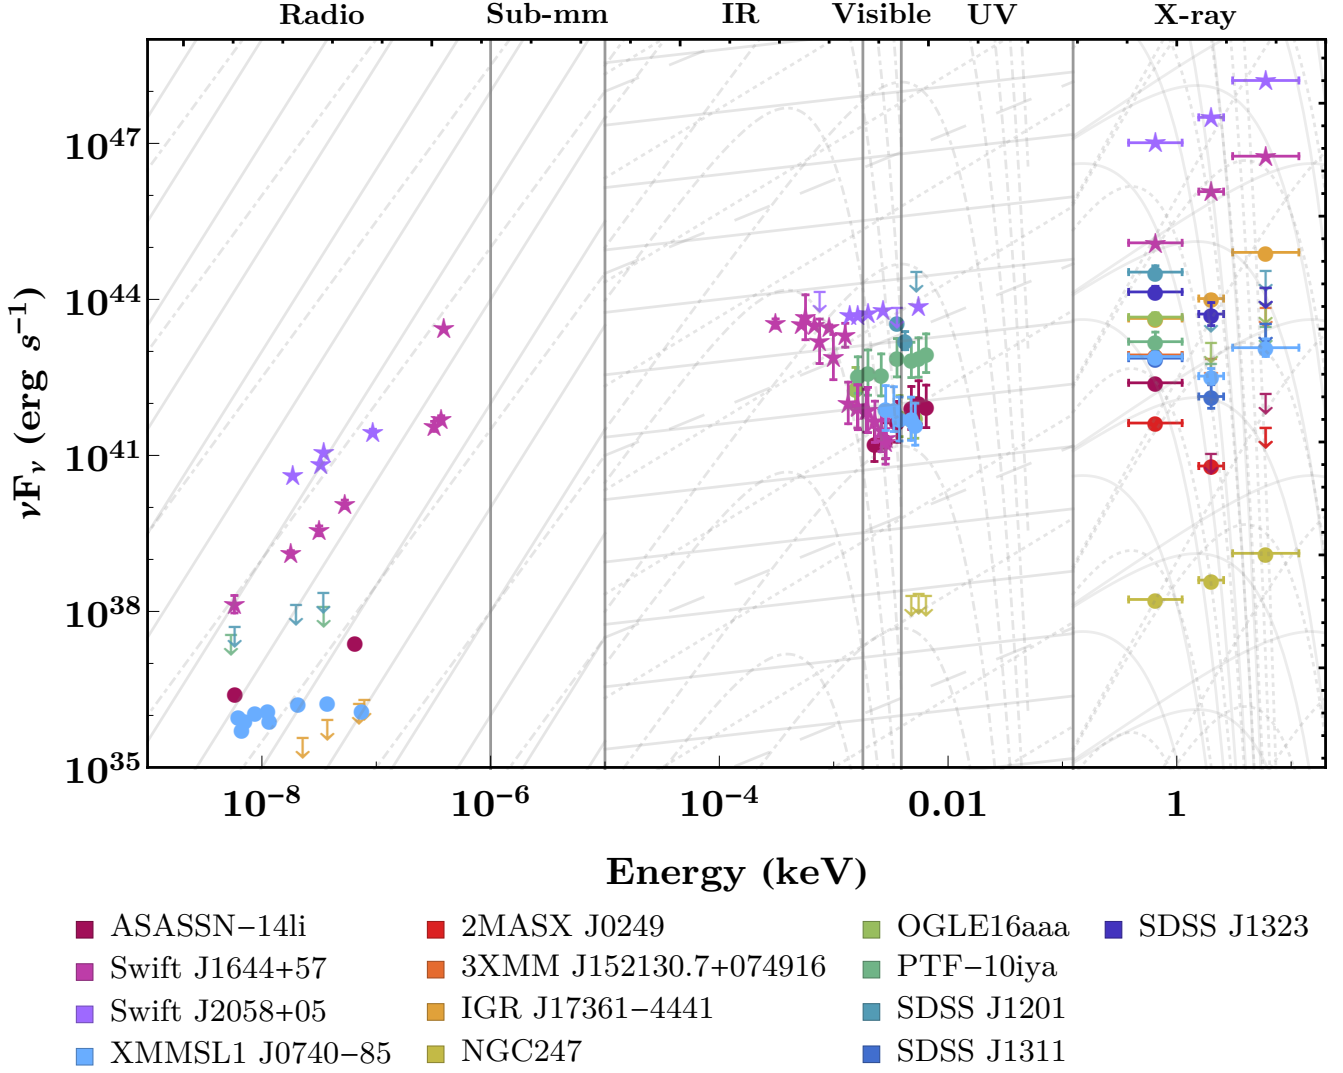 Radio Sub-mm IR Visible UV X-ray
10^47
10^44
10^41
10^38
10^35
νF_ν (erg s^−1)
10^−8 10^−6 10^−4 0.01 1
Energy (keV)
ASASSN−14li 2MASX J0249 OGLE16aaa SDSS J1323
Swift J1644+57 3XMM J152130.7+074916 PTF−10iya
Swift J2058+05 IGR J17361−4441 SDSS J1201
XMMSL1 J0740−85 NGC247 SDSS J1311